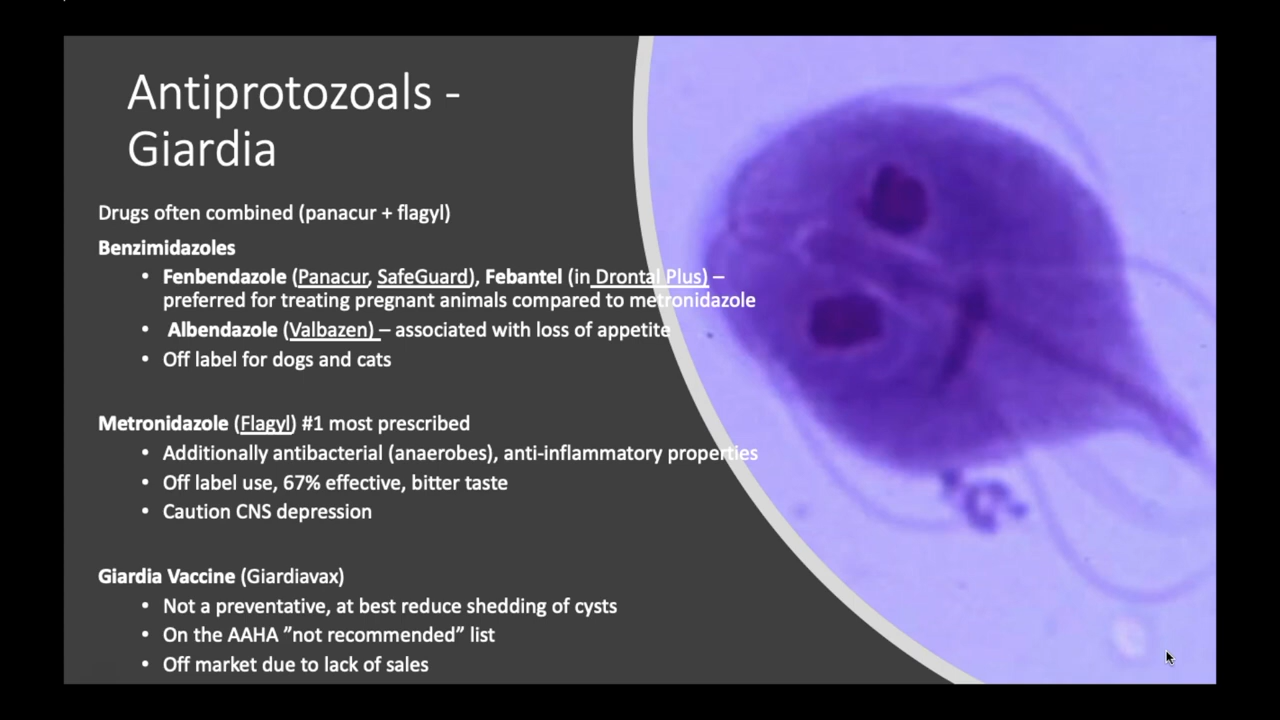 Antiprotozoals -
Giardia
Drugs often combined (panacur + flagyl)
Benzimidazoles
• Fenbendazole (Panacur, SafeGuard), Febantel (in Drontal Plus) –
preferred for treating pregnant animals compared to metronidazole
• Albendazole (Valbazen) – associated with loss of appetite
• Off label for dogs and cats
Metronidazole (Flagyl) #1 most prescribed
• Additionally antibacterial (anaerobes), anti-inflammatory properties
• Off label use, 67% effective, bitter taste
• Caution CNS depression
Giardia Vaccine (Giardiavax)
• Not a preventative, at best reduce shedding of cysts
• On the AAHA ”not recommended” list
• Off market due to lack of sales